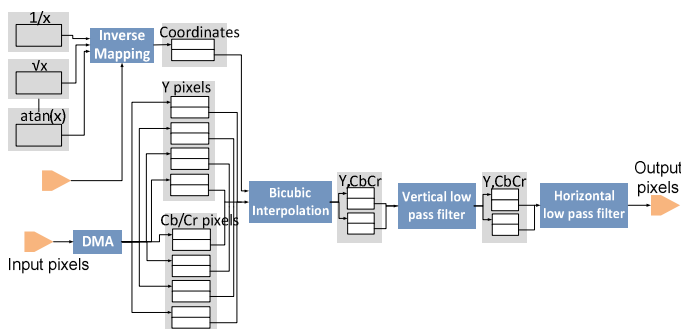 1/x
√x
atan(x)
Inverse
Mapping
Coordinates
Y pixels
Cb/Cr pixels
DMA
Input pixels
Bicubic
Interpolation
Y,CbCr
Vertical low
pass filter
Y,CbCr
Horizontal
low pass filter
Output
pixels